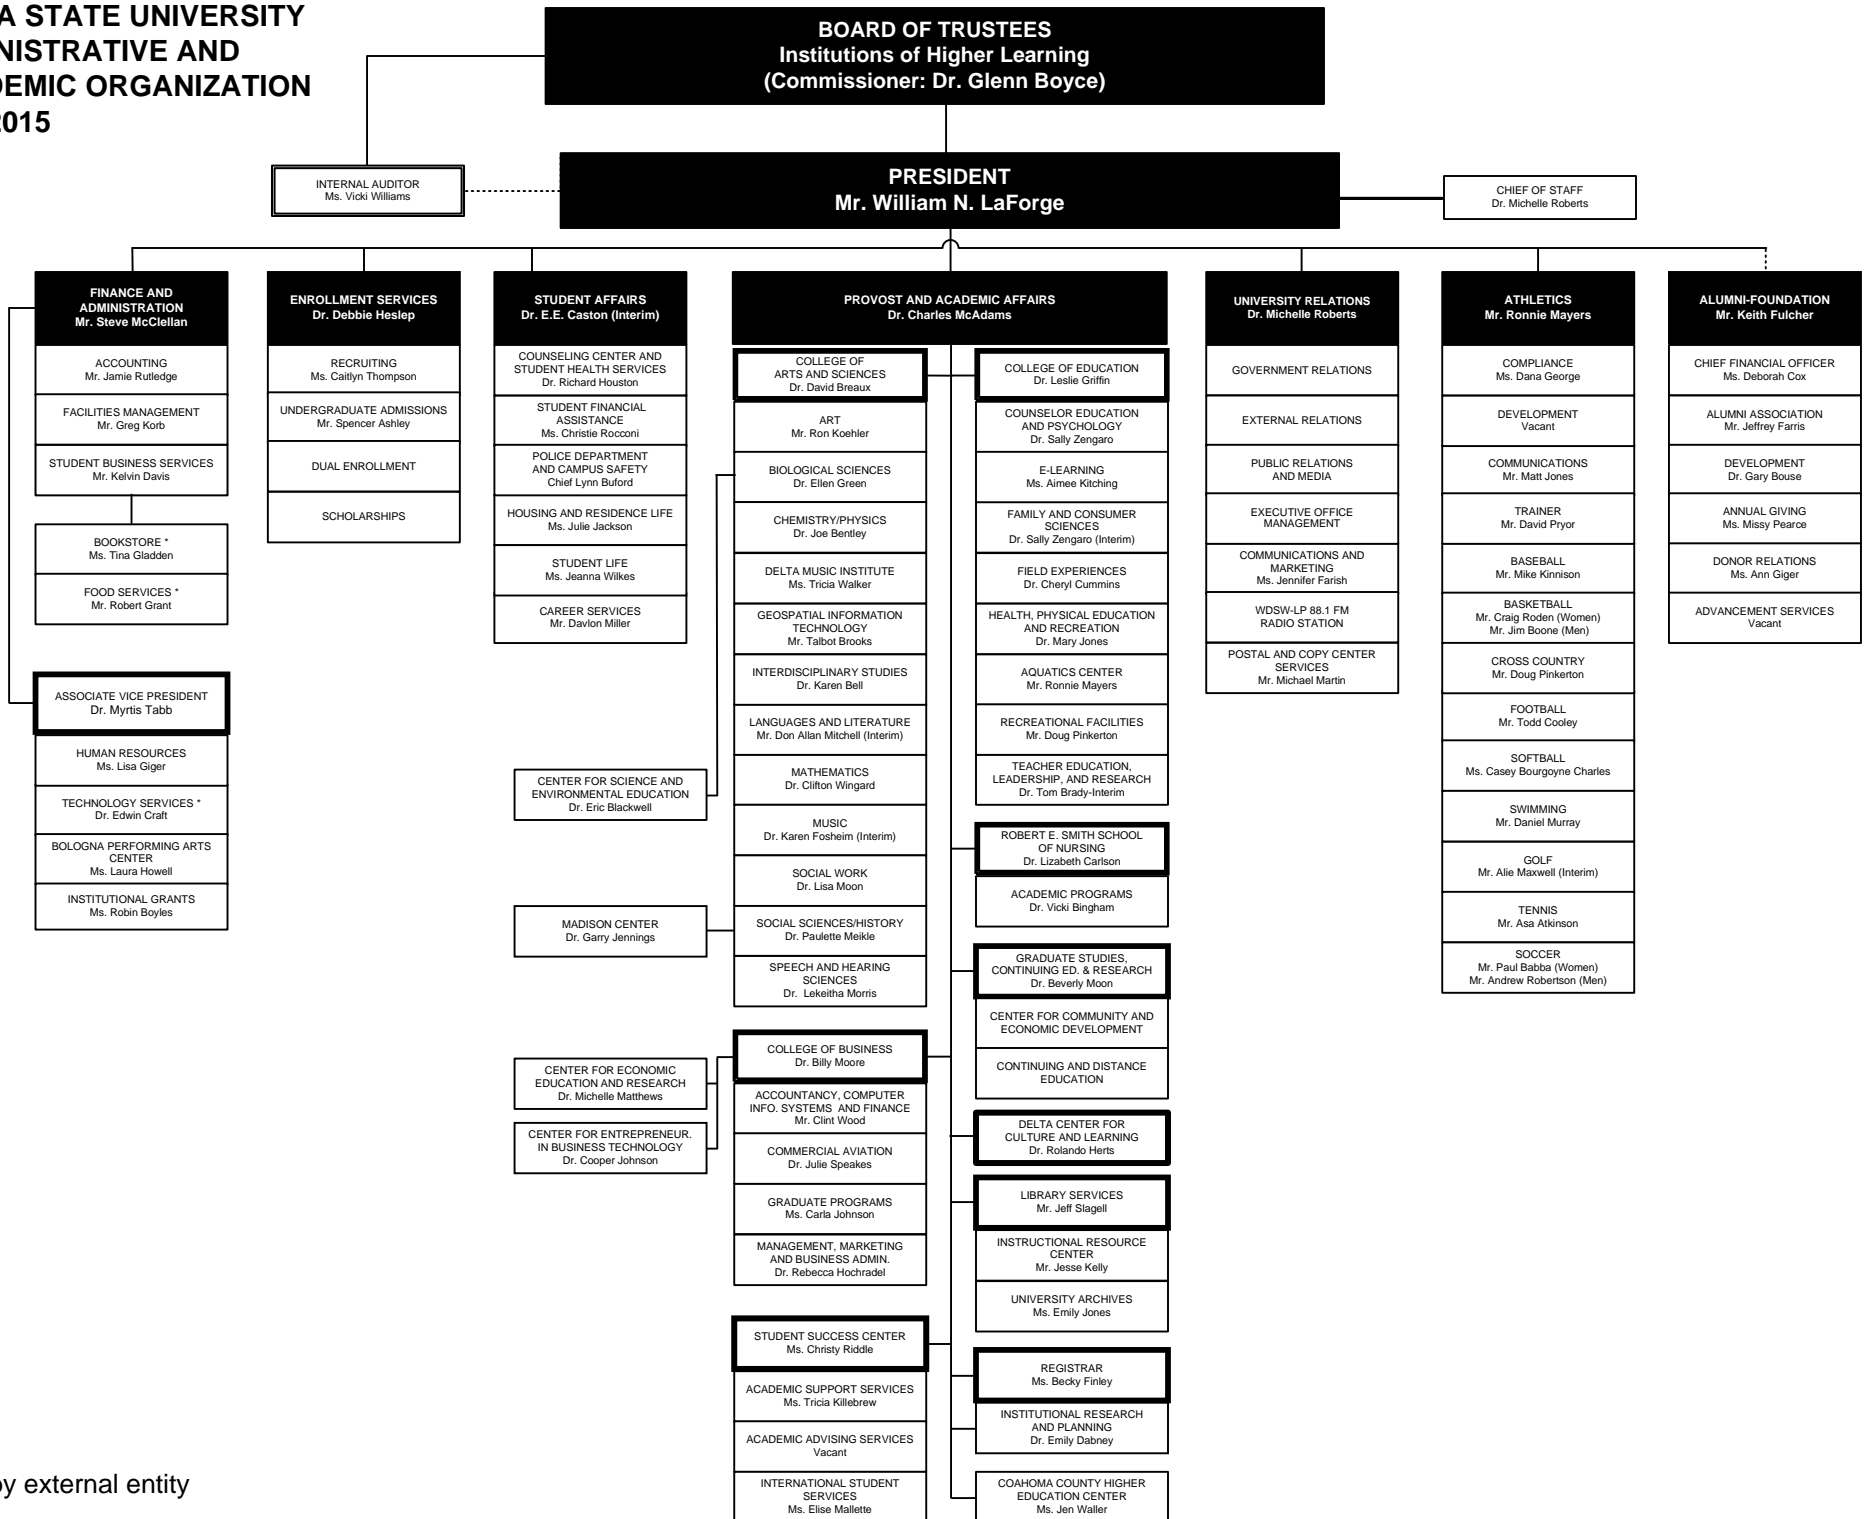 A STATE UNIVERSITY
NISTRATIVE AND
DEMIC ORGANIZATION
2015
BOARD OF TRUSTEES
Institutions of Higher Learning
(Commissioner: Dr. Glenn Boyce)
INTERNAL AUDITOR
Ms. Vicki Williams
PRESIDENT
Mr. William N. LaForge
CHIEF OF STAFF
Dr. Michelle Roberts
FINANCE AND
ADMINISTRATION
Mr. Steve McClellan
ACCOUNTING
Mr. Jamie Rutledge
FACILITIES MANAGEMENT
Mr. Greg Korb
STUDENT BUSINESS SERVICES
Mr. Kelvin Davis
BOOKSTORE *
Ms. Tina Gladden
FOOD SERVICES *
Mr. Robert Grant
ASSOCIATE VICE PRESIDENT
Dr. Myrtis Tabb
HUMAN RESOURCES
Ms. Lisa Giger
TECHNOLOGY SERVICES *
Dr. Edwin Craft
BOLOGNA PERFORMING ARTS
CENTER
Ms. Laura Howell
INSTITUTIONAL GRANTS
Ms. Robin Boyles
ENROLLMENT SERVICES
Dr. Debbie Heslep
RECRUITING
Ms. Caitlyn Thompson
UNDERGRADUATE ADMISSIONS
Mr. Spencer Ashley
DUAL ENROLLMENT
SCHOLARSHIPS
STUDENT AFFAIRS
Dr. E.E. Caston (Interim)
COUNSELING CENTER AND
STUDENT HEALTH SERVICES
Dr. Richard Houston
STUDENT FINANCIAL
ASSISTANCE
Ms. Christie Rocconi
POLICE DEPARTMENT
AND CAMPUS SAFETY
Chief Lynn Buford
HOUSING AND RESIDENCE LIFE
Ms. Julie Jackson
STUDENT LIFE
Ms. Jeanna Wilkes
CAREER SERVICES
Mr. Davlon Miller
CENTER FOR SCIENCE AND
ENVIRONMENTAL EDUCATION
Dr. Eric Blackwell
MADISON CENTER
Dr. Garry Jennings
CENTER FOR ECONOMIC
EDUCATION AND RESEARCH
Dr. Michelle Matthews
CENTER FOR ENTREPRENEUR.
IN BUSINESS TECHNOLOGY
Dr. Cooper Johnson
PROVOST AND ACADEMIC AFFAIRS
Dr. Charles McAdams
COLLEGE OF
ARTS AND SCIENCES
Dr. David Breaux
ART
Mr. Ron Koehler
BIOLOGICAL SCIENCES
Dr. Ellen Green
CHEMISTRY/PHYSICS
Dr. Joe Bentley
DELTA MUSIC INSTITUTE
Ms. Tricia Walker
GEOSPATIAL INFORMATION
TECHNOLOGY
Mr. Talbot Brooks
INTERDISCIPLINARY STUDIES
Dr. Karen Bell
LANGUAGES AND LITERATURE
Mr. Don Allan Mitchell (Interim)
MATHEMATICS
Dr. Clifton Wingard
MUSIC
Dr. Karen Fosheim (Interim)
SOCIAL WORK
Dr. Lisa Moon
SOCIAL SCIENCES/HISTORY
Dr. Paulette Meikle
SPEECH AND HEARING
SCIENCES
Dr. Lekeitha Morris
COLLEGE OF BUSINESS
Dr. Billy Moore
ACCOUNTANCY, COMPUTER
INFO. SYSTEMS AND FINANCE
Mr. Clint Wood
COMMERCIAL AVIATION
Dr. Julie Speakes
GRADUATE PROGRAMS
Ms. Carla Johnson
MANAGEMENT, MARKETING
AND BUSINESS ADMIN.
Dr. Rebecca Hochradel
STUDENT SUCCESS CENTER
Ms. Christy Riddle
ACADEMIC SUPPORT SERVICES
Ms. Tricia Killebrew
ACADEMIC ADVISING SERVICES
Vacant
INTERNATIONAL STUDENT
SERVICES
Ms. Elise Mallette
COLLEGE OF EDUCATION
Dr. Leslie Griffin
COUNSELOR EDUCATION
AND PSYCHOLOGY
Dr. Sally Zengaro
E-LEARNING
Ms. Aimee Kitching
FAMILY AND CONSUMER
SCIENCES
Dr. Sally Zengaro (Interim)
FIELD EXPERIENCES
Dr. Cheryl Cummins
HEALTH, PHYSICAL EDUCATION
AND RECREATION
Dr. Mary Jones
AQUATICS CENTER
Mr. Ronnie Mayers
RECREATIONAL FACILITIES
Mr. Doug Pinkerton
TEACHER EDUCATION,
LEADERSHIP, AND RESEARCH
Dr. Tom Brady-Interim
ROBERT E. SMITH SCHOOL
OF NURSING
Dr. Lizabeth Carlson
ACADEMIC PROGRAMS
Dr. Vicki Bingham
GRADUATE STUDIES,
CONTINUING ED. & RESEARCH
Dr. Beverly Moon
CENTER FOR COMMUNITY AND
ECONOMIC DEVELOPMENT
CONTINUING AND DISTANCE
EDUCATION
DELTA CENTER FOR
CULTURE AND LEARNING
Dr. Rolando Herts
LIBRARY SERVICES
Mr. Jeff Slagell
INSTRUCTIONAL RESOURCE
CENTER
Mr. Jesse Kelly
UNIVERSITY ARCHIVES
Ms. Emily Jones
REGISTRAR
Ms. Becky Finley
INSTITUTIONAL RESEARCH
AND PLANNING
Dr. Emily Dabney
COAHOMA COUNTY HIGHER
EDUCATION CENTER
Ms. Jen Waller
UNIVERSITY RELATIONS
Dr. Michelle Roberts
GOVERNMENT RELATIONS
EXTERNAL RELATIONS
PUBLIC RELATIONS
AND MEDIA
EXECUTIVE OFFICE
MANAGEMENT
COMMUNICATIONS AND
MARKETING
Ms. Jennifer Farish
WDSW-LP 88.1 FM
RADIO STATION
POSTAL AND COPY CENTER
SERVICES
Mr. Michael Martin
ATHLETICS
Mr. Ronnie Mayers
COMPLIANCE
Ms. Dana George
DEVELOPMENT
Vacant
COMMUNICATIONS
Mr. Matt Jones
TRAINER
Mr. David Pryor
BASEBALL
Mr. Mike Kinnison
BASKETBALL
Mr. Craig Roden (Women)
Mr. Jim Boone (Men)
CROSS COUNTRY
Mr. Doug Pinkerton
FOOTBALL
Mr. Todd Cooley
SOFTBALL
Ms. Casey Bourgoyne Charles
SWIMMING
Mr. Daniel Murray
GOLF
Mr. Alie Maxwell (Interim)
TENNIS
Mr. Asa Atkinson
SOCCER
Mr. Paul Babba (Women)
Mr. Andrew Robertson (Men)
ALUMNI-FOUNDATION
Mr. Keith Fulcher
CHIEF FINANCIAL OFFICER
Ms. Deborah Cox
ALUMNI ASSOCIATION
Mr. Jeffrey Farris
DEVELOPMENT
Dr. Gary Bouse
ANNUAL GIVING
Ms. Missy Pearce
DONOR RELATIONS
Ms. Ann Giger
ADVANCEMENT SERVICES
Vacant
by external entity